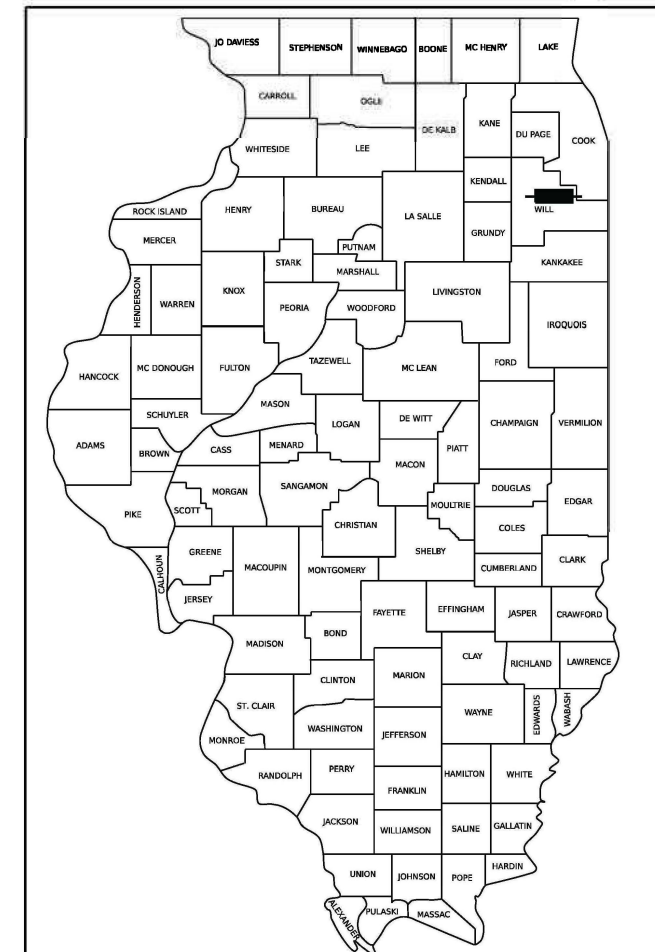 JO DAVIESS
STEPHENSON
WINNEBAGO
BOONE
MC HENRY
LAKE
CARROLL
OGLE
DE KALB
KANE
DU PAGE
COOK
WHITESIDE
LEE
KENDALL
WILL
ROCK ISLAND
HENRY
BUREAU
LA SALLE
GRUNDY
MERCER
PUTNAM
KANKAKEE
STARK
MARSHALL
HENDERSON
WARREN
KNOX
PEORIA
WOODFORD
LIVINGSTON
IROQUOIS
HANCOCK
MC DONOUGH
FULTON
TAZEWELL
MC LEAN
FORD
MASON
SCHUYLER
LOGAN
DE WITT
CHAMPAIGN
VERMILION
ADAMS
BROWN
CASS
MENARD
PIATT
MACON
PIKE
SCOTT
MORGAN
SANGAMON
CHRISTIAN
MOULTRIE
DOUGLAS
EDGAR
COLES
GREENE
MACOUPIN
MONTGOMERY
SHELBY
CUMBERLAND
CLARK
CALHOUN
JERSEY
FAYETTE
EFFINGHAM
JASPER
CRAWFORD
MADISON
BOND
CLAY
RICHLAND
LAWRENCE
CLINTON
MARION
ST. CLAIR
WAYNE
EDWARDS
WABASH
MONROE
WASHINGTON
JEFFERSON
RANDOLPH
PERRY
HAMILTON
WHITE
FRANKLIN
JACKSON
WILLIAMSON
SALINE
GALLATIN
UNION
JOHNSON
POPE
HARDIN
ALEXANDER
PULASKI
MASSAC